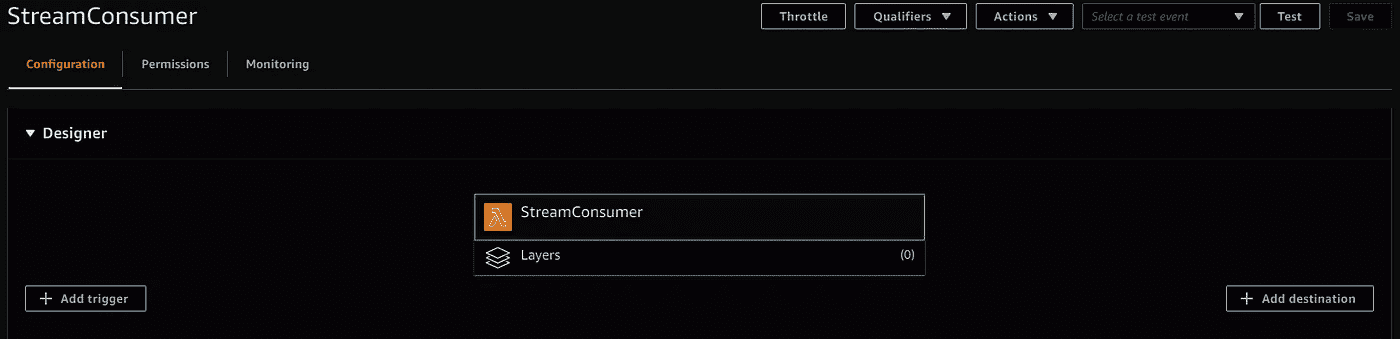 StreamConsumer
Throttle Qualifiers Actions Select a test event Test Save
Configuration Permissions Monitoring
Designer
StreamConsumer
Layers (0)
+ Add trigger + Add destination